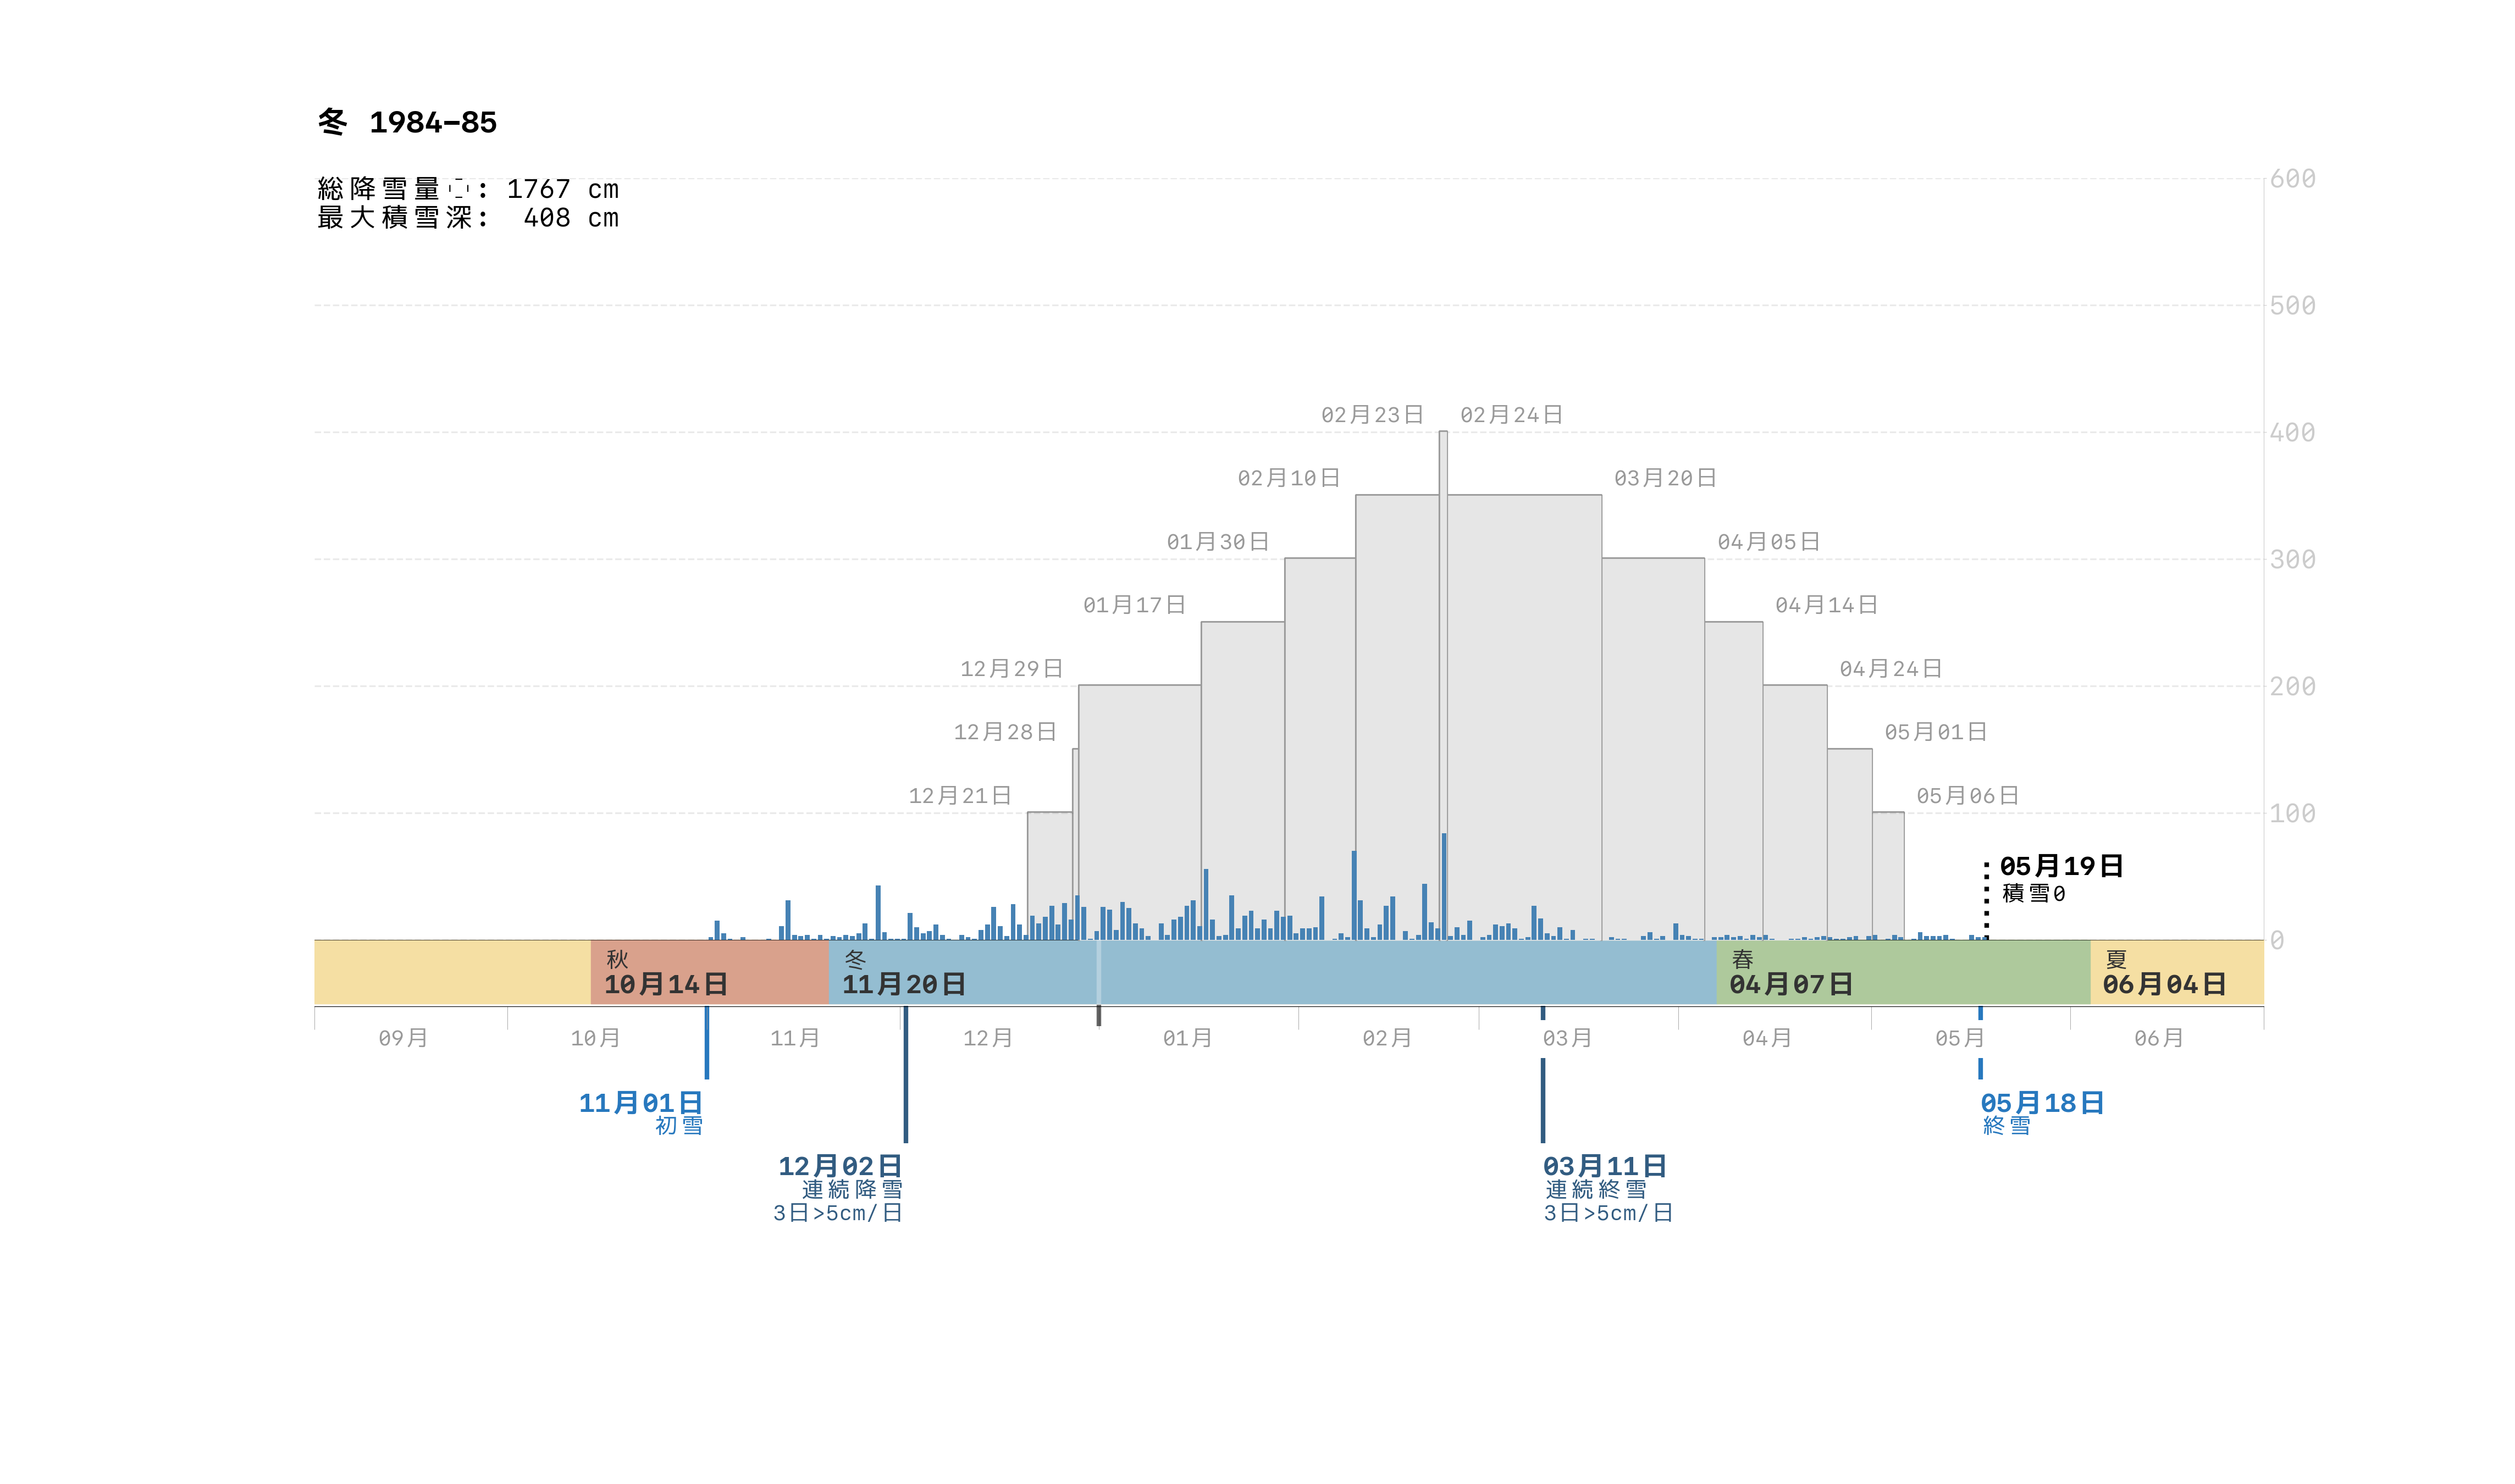 冬 1984–85
総降雪量: 1767 cm
最大積雪深: 408 cm
600
500
400
300
200
100
0
02月23日
02月24日
02月10日
03月20日
01月30日
04月05日
01月17日
04月14日
12月29日
04月24日
12月28日
05月01日
12月21日
05月06日
05月19日
積雪0
秋
10月14日
冬
11月20日
春
04月07日
夏
06月04日
09月
10月
11月
12月
01月
02月
03月
04月
05月
06月
11月01日
初雪
05月18日
終雪
12月02日
連続降雪
3日>5cm/日
03月11日
連続終雪
3日>5cm/日